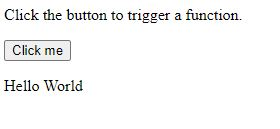 Click the button to trigger a function.
Click me
Hello World